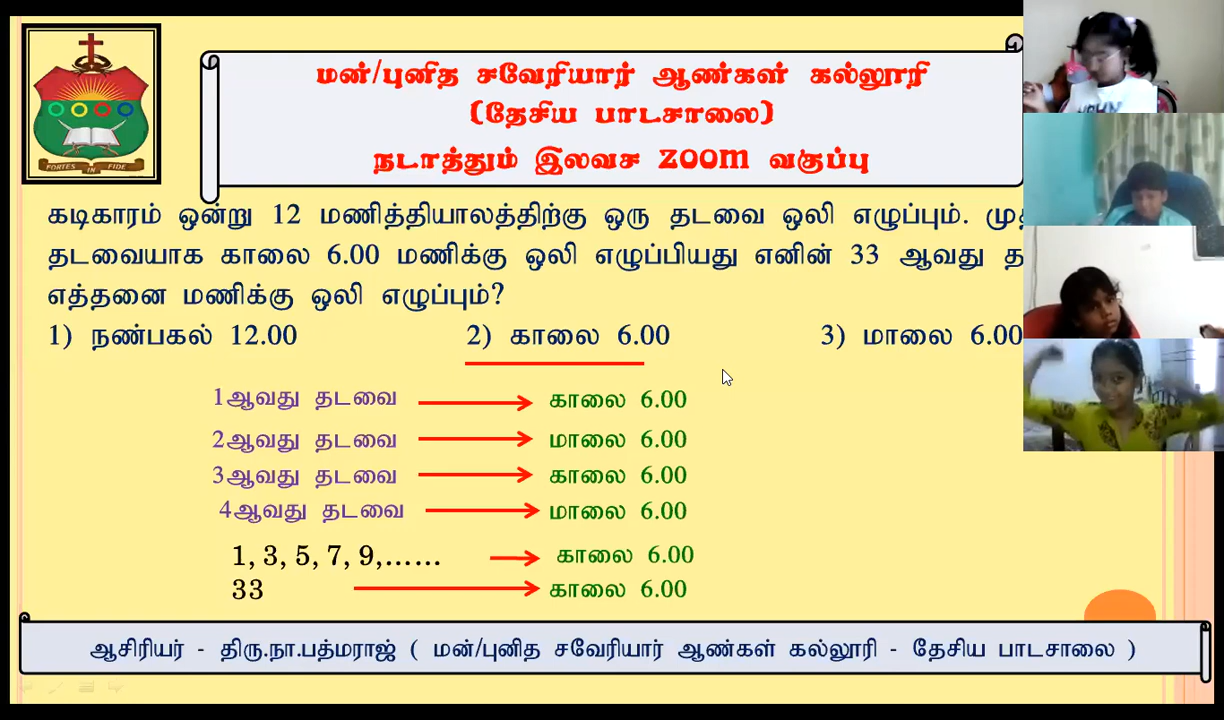 மன்/புனித சவேரியார் ஆண்கள் கல்லூரி
(தேசிய பாடசாலை)
நடாத்தும் இலவச ZOOM வகுப்பு
FORTES IN FIDE
கடிகாரம் ஒன்று 12 மணித்தியாலத்திற்கு ஒரு தடவை ஒலி எழுப்பும்.
தடவையாக காலை 6.00 மணிக்கு ஒலி எழுப்பியது எனின் 33 ஆவது
எத்தனை மணிக்கு ஒலி எழுப்பும்?
1) நண்பகல் 12.00 2) காலை 6.00 3) மாலை 6.00
1ஆவது தடவை காலை 6.00
2ஆவது தடவை மாலை 6.00
3ஆவது தடவை காலை 6.00
4ஆவது தடவை மாலை 6.00
1, 3, 5, 7, 9,...... காலை 6.00
33 காலை 6.00
ஆசிரியர் - திரு.நா.பத்மராஜ் ( மன்/புனித சவேரியார் ஆண்கள் கல்லூரி - தேசிய பாடசாலை )